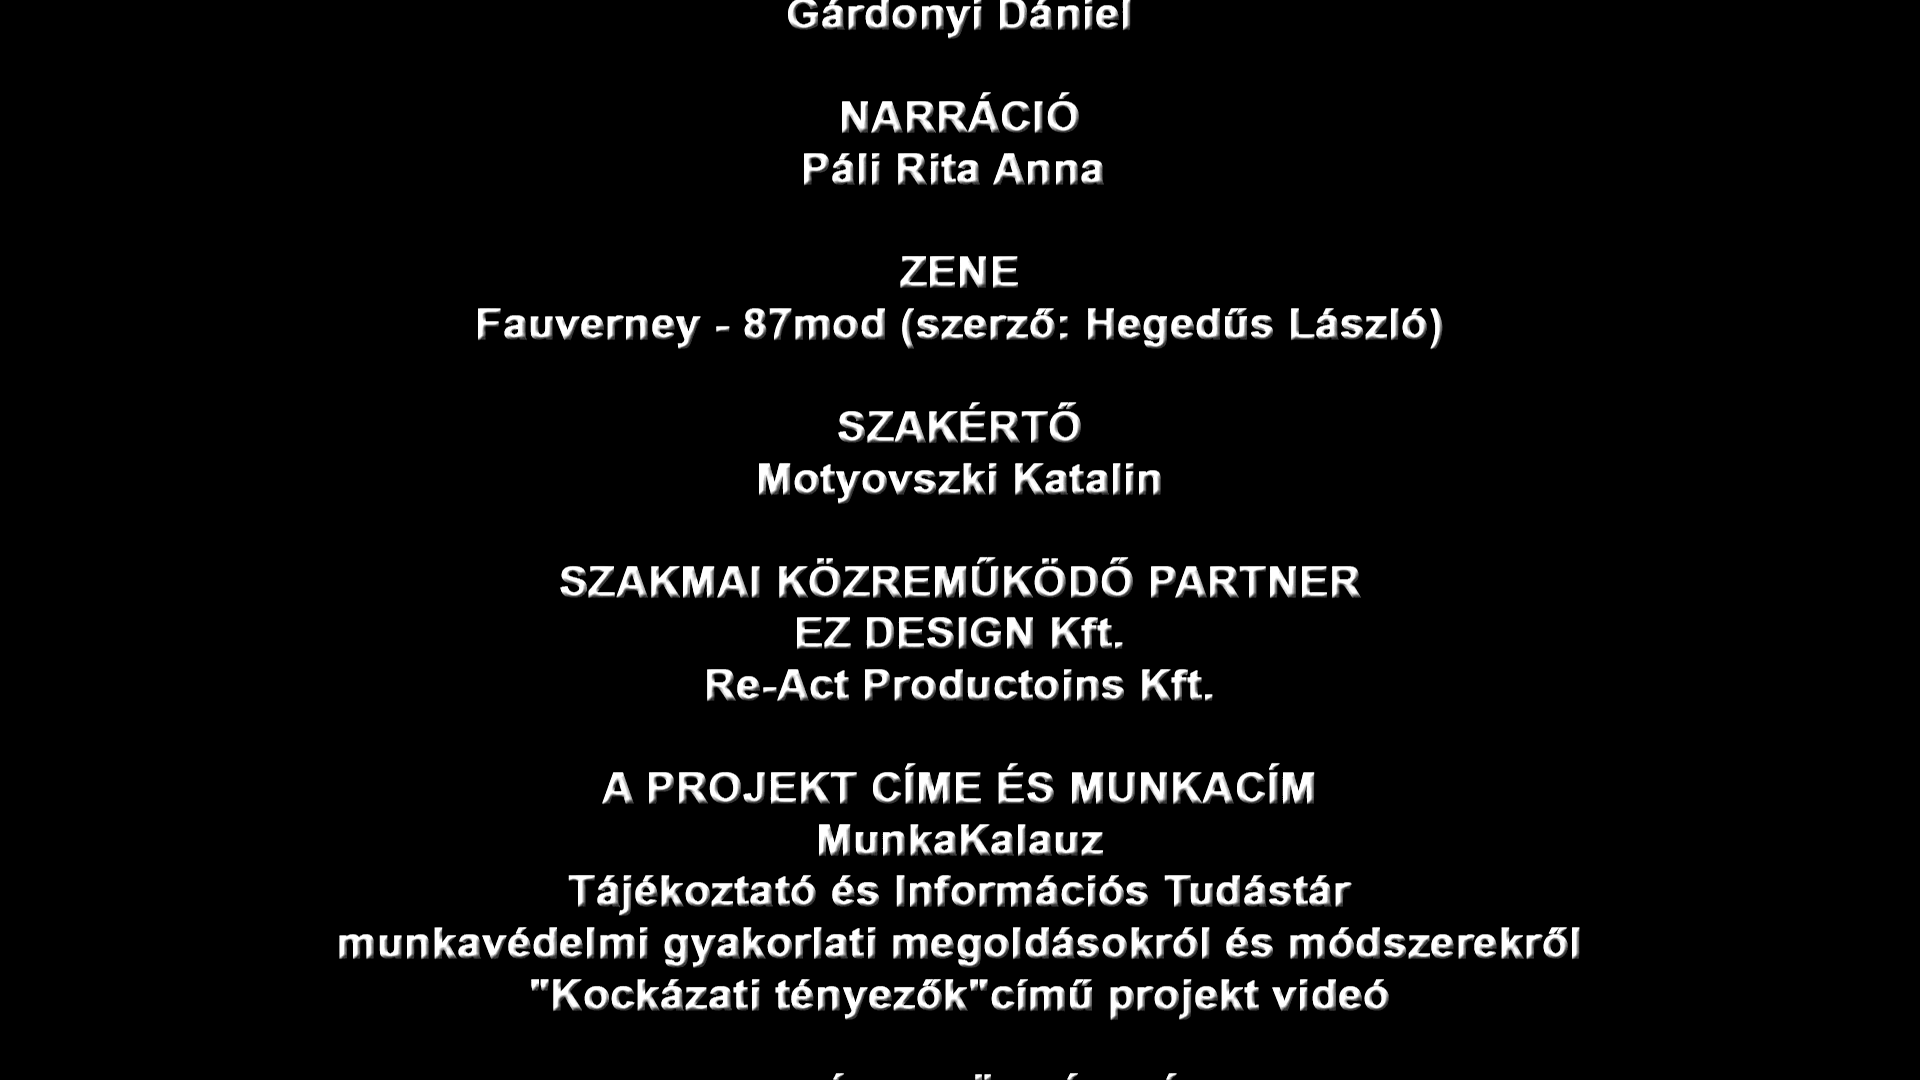 Gárdonyi Dániel
NARRÁCIÓ
Páli Rita Anna
ZENE
Fauverney - 87mod (szerző: Hegedűs László)
SZAKÉRTŐ
Motyovszki Katalin
SZAKMAI KÖZREMŰKÖDŐ PARTNER
EZ DESIGN Kft.
Re-Act Productoins Kft.
A PROJEKT CÍME ÉS MUNKACÍM
MunkaKalauz
Tájékoztató és Információs Tudástár
munkavédelmi gyakorlati megoldásokról és módszerekről
"Kockázati tényezők"című projekt videó